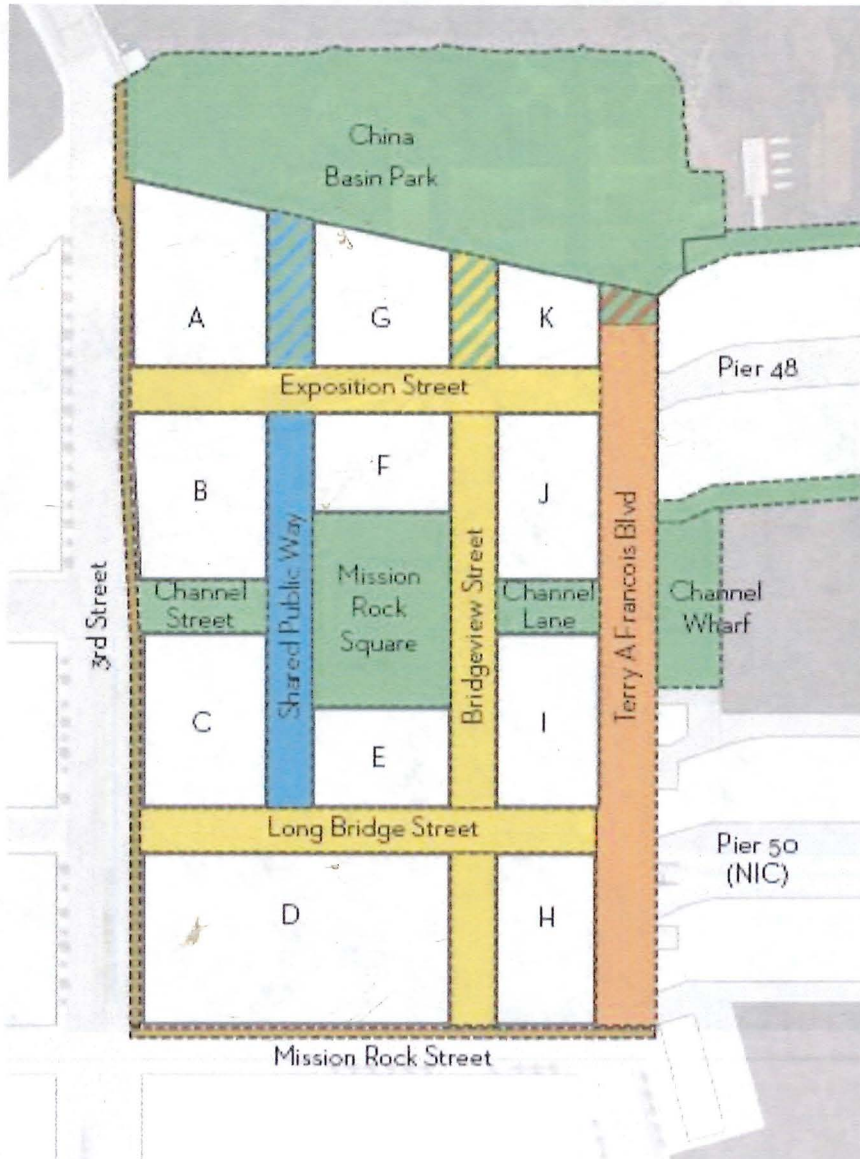 China
Basin Park
A
G
K
Pier 48
Exposition Street
B
F
J
3rd Street
Channel
Street
Shared Public Way
Mission
Rock
Square
Bridgeview Street
Channel
Lane
Terry A Francois Blvd
Channel
Wharf
C
E
I
Long Bridge Street
Pier 50
(NIC)
D
H
Mission Rock Street